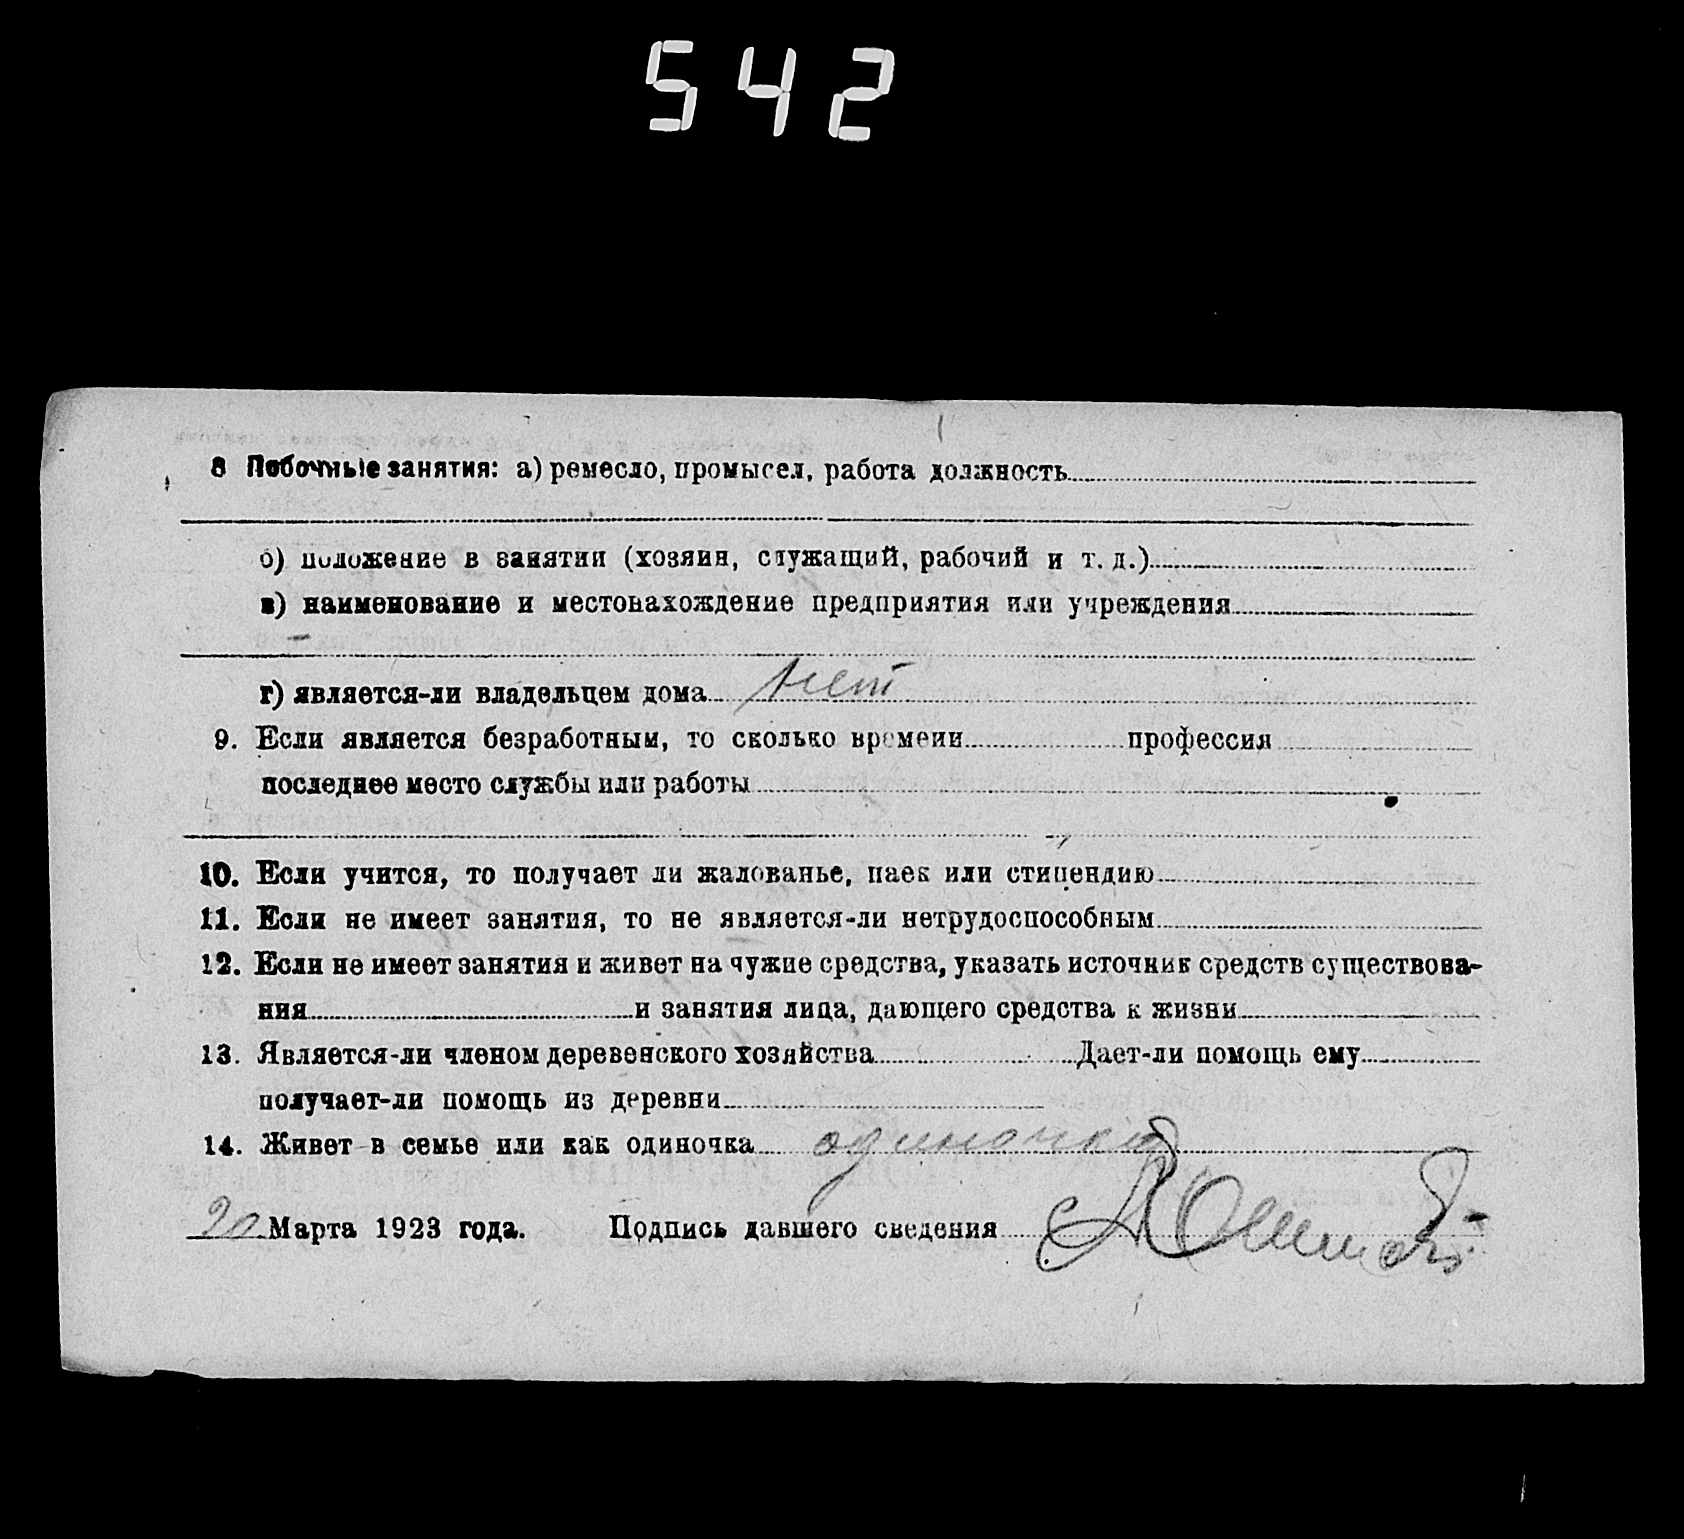 542
8 Побочные занятия: а) ремесло, промысел, работа должность
б) положение в занятии (хозяин, служащий, рабочий и т. д.)
в) наименование и местонахождение предприятия или учреждения
г) является-ли владельцем дома нет
9. Если является безработным, то сколько времени профессия
последнее место службы или работы
10. Если учится, то получает ли жалованье, паек или стипендию
11. Если не имеет занятия, то не является-ли нетрудоспособным
12. Если не имеет занятия и живет на чужие средства, указать источник средств существова-
ния и занятия лица, дающего средства к жизни
13. Является-ли членом деревенского хозяйства Дает-ли помощь ему
получает-ли помощь из деревни
14. Живет в семье или как одиночка одиночка
20 Марта 1923 года. Подпись давшего сведения